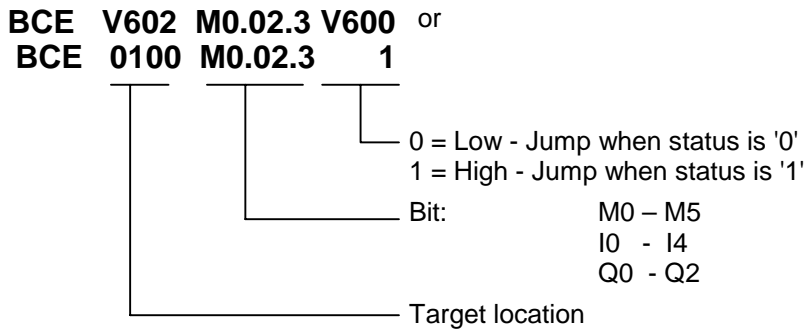 BCE V602 M0.02.3 V600 or
BCE 0100 M0.02.3 1
0 = Low - Jump when status is '0'
1 = High - Jump when status is '1'
Bit: M0 – M5
I0 - I4
Q0 - Q2
Target location